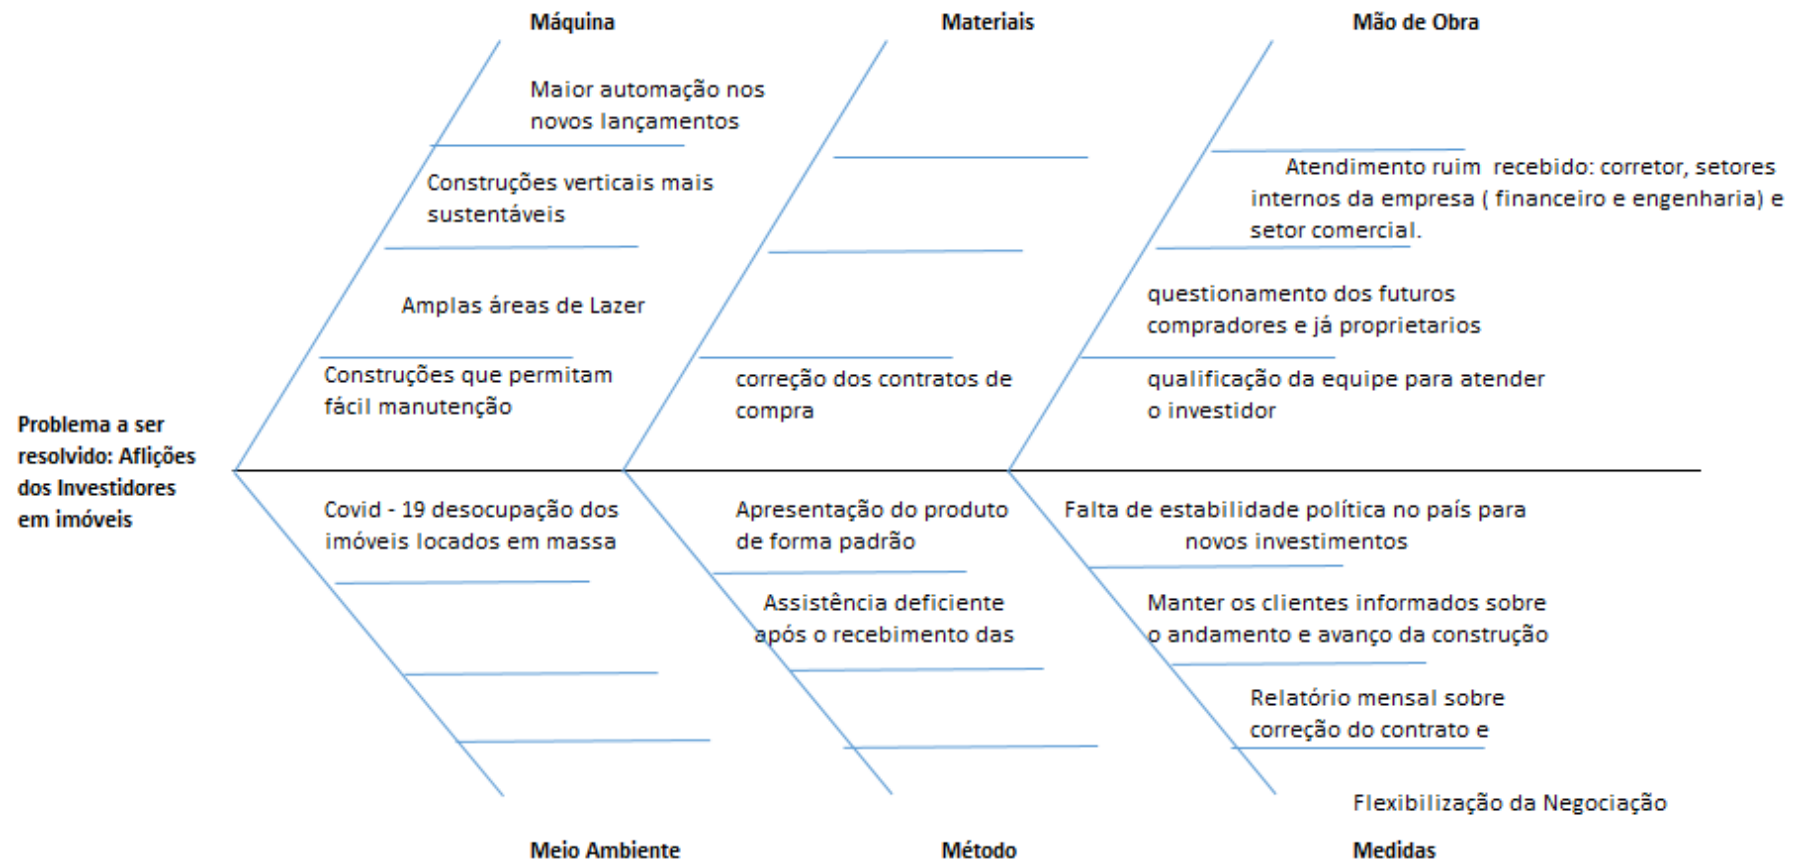 Máquina
Materiais
Mão de Obra
Maior automação nos
novos lançamentos
Construções verticais mais
sustentáveis
Atendimento ruim  recebido: corretor, setores
internos da empresa ( financeiro e engenharia) e
setor comercial.
Amplas áreas de Lazer
questionamento dos futuros
compradores e já proprietarios
Construções que permitam
fácil manutenção
correção dos contratos de
compra
qualificação da equipe para atender
o investidor
Problema a ser
resolvido: Aflições
dos Investidores
em imóveis
Covid - 19 desocupação dos
imóveis locados em massa
Apresentação do produto
de forma padrão
Falta de estabilidade política no país para
novos investimentos
Assistência deficiente
após o recebimento das
Manter os clientes informados sobre
o andamento e avanço da construção
Relatório mensal sobre
correção do contrato e
Flexibilização da Negociação
Meio Ambiente
Método
Medidas